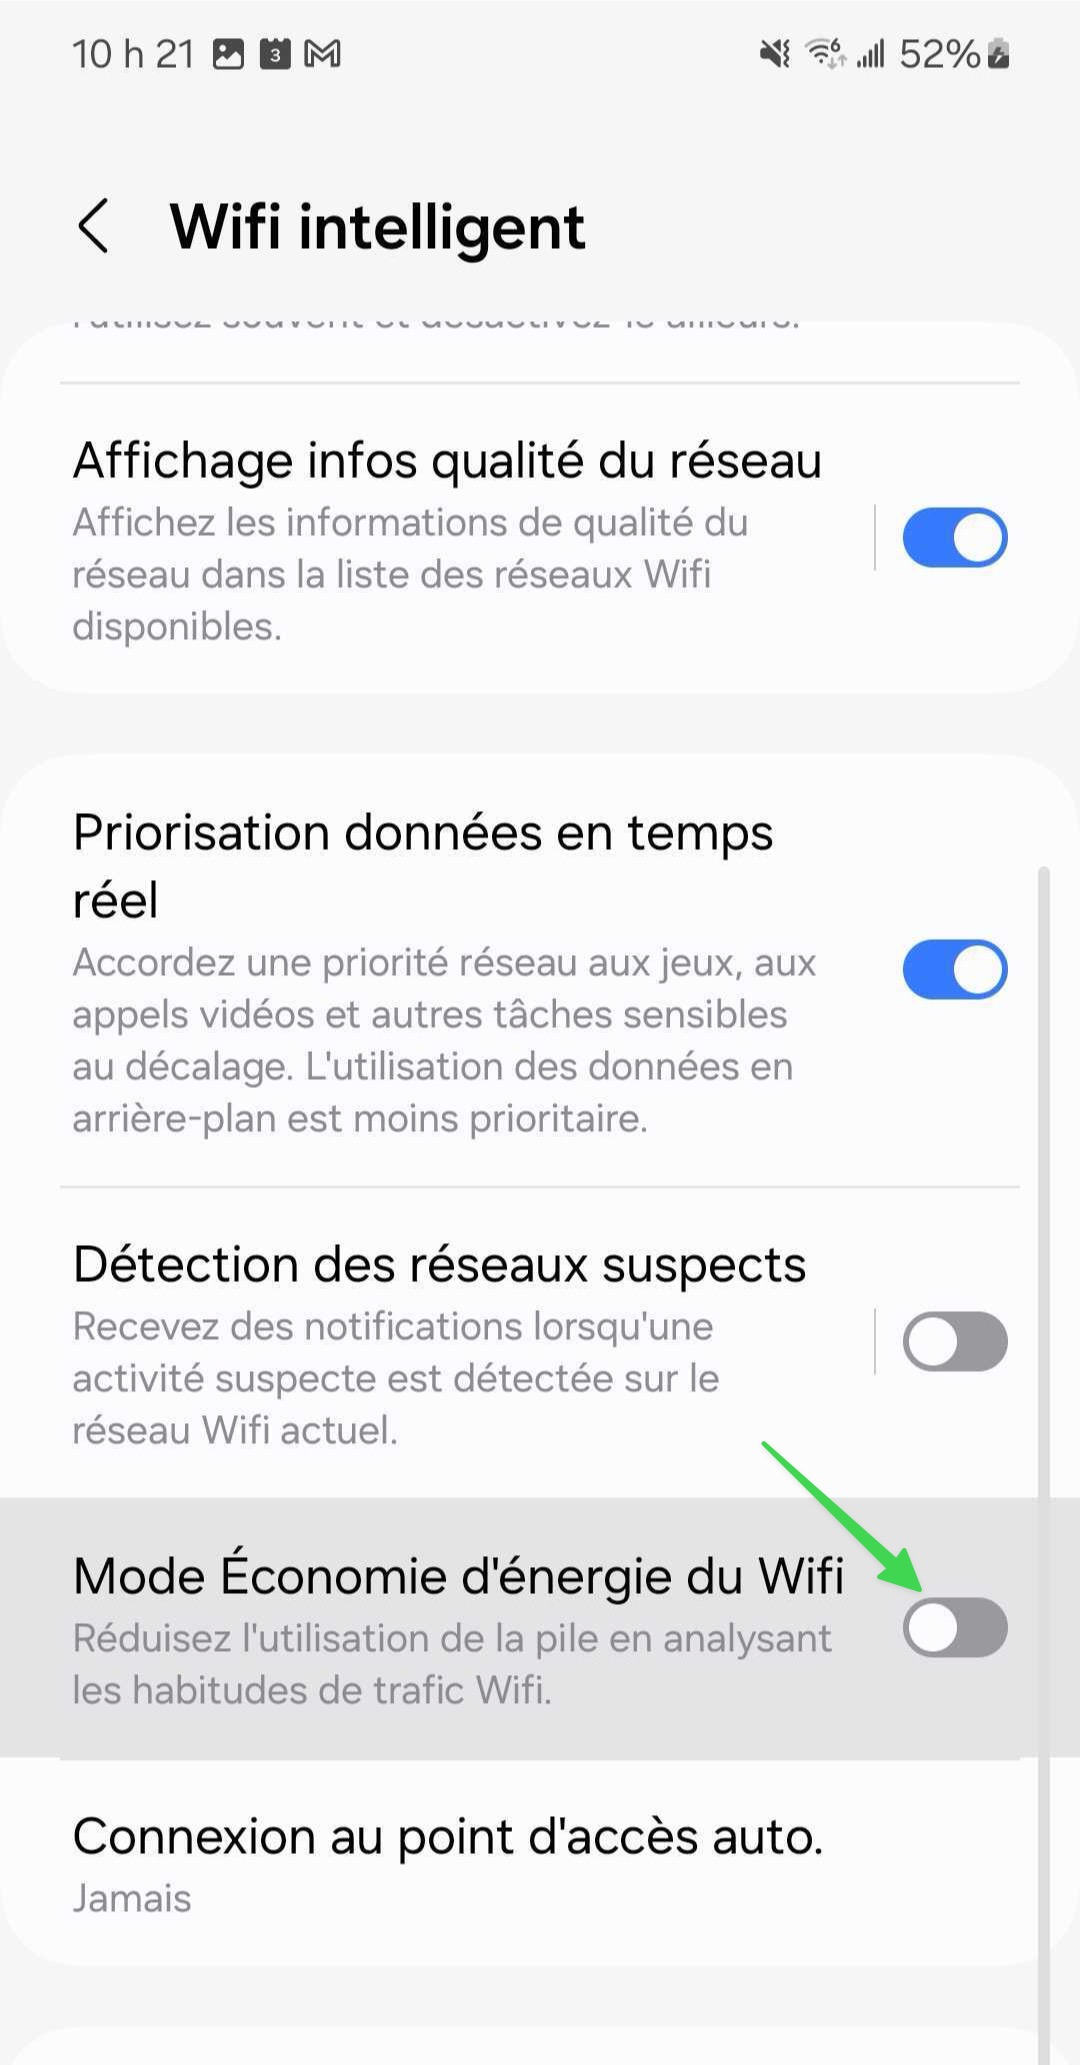 10 h 21 3 6 52%
Wifi intelligent
Affichage infos qualité du réseau
Affichez les informations de qualité du
réseau dans la liste des réseaux Wifi
disponibles.
Priorisation données en temps
réel
Accordez une priorité réseau aux jeux, aux
appels vidéos et autres tâches sensibles
au décalage. L'utilisation des données en
arrière-plan est moins prioritaire.
Détection des réseaux suspects
Recevez des notifications lorsqu'une
activité suspecte est détectée sur le
réseau Wifi actuel.
Mode Économie d'énergie du Wifi
Réduisez l'utilisation de la pile en analysant
les habitudes de trafic Wifi.
Connexion au point d'accès auto.
Jamais